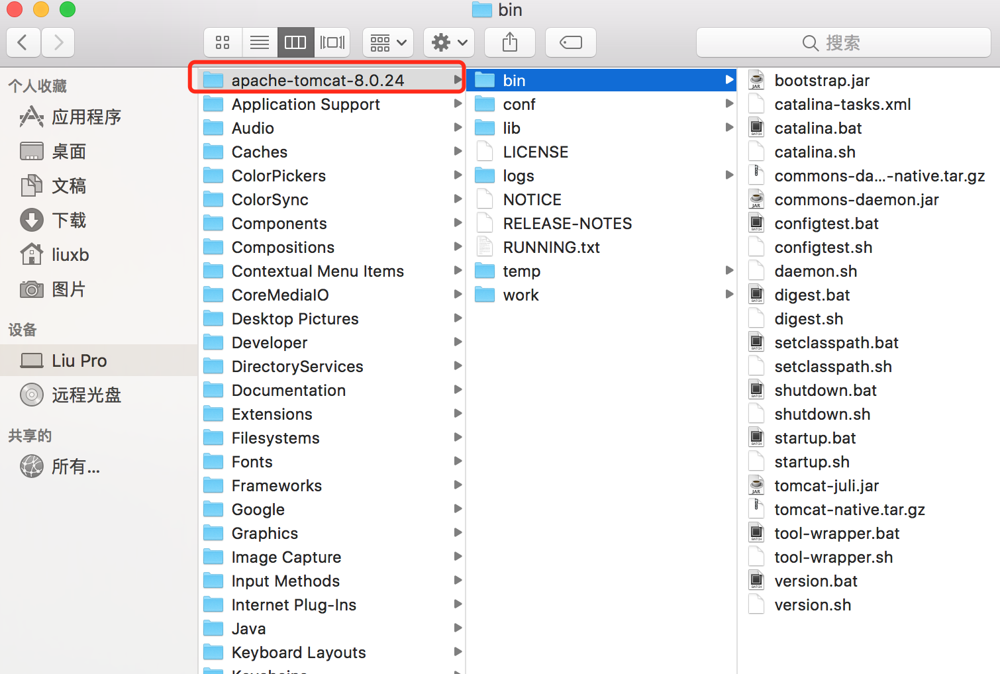 bin
搜索
个人收藏
应用程序
桌面
文稿
下载
liuxb
图片
设备
Liu Pro
远程光盘
共享的
所有...
apache-tomcat-8.0.24
Application Support
Audio
Caches
ColorPickers
ColorSync
Components
Compositions
Contextual Menu Items
CoreMediaIO
Desktop Pictures
Developer
DirectoryServices
Documentation
Extensions
Filesystems
Fonts
Frameworks
Google
Graphics
Image Capture
Input Methods
Internet Plug-Ins
Java
Keyboard Layouts
bin
conf
lib
LICENSE
logs
NOTICE
RELEASE-NOTES
RUNNING.txt
temp
work
bootstrap.jar
catalina-tasks.xml
catalina.bat
catalina.sh
commons-da...-native.tar.gz
commons-daemon.jar
configtest.bat
configtest.sh
daemon.sh
digest.bat
digest.sh
setclasspath.bat
setclasspath.sh
shutdown.bat
shutdown.sh
startup.bat
startup.sh
tomcat-juli.jar
tomcat-native.tar.gz
tool-wrapper.bat
tool-wrapper.sh
version.bat
version.sh